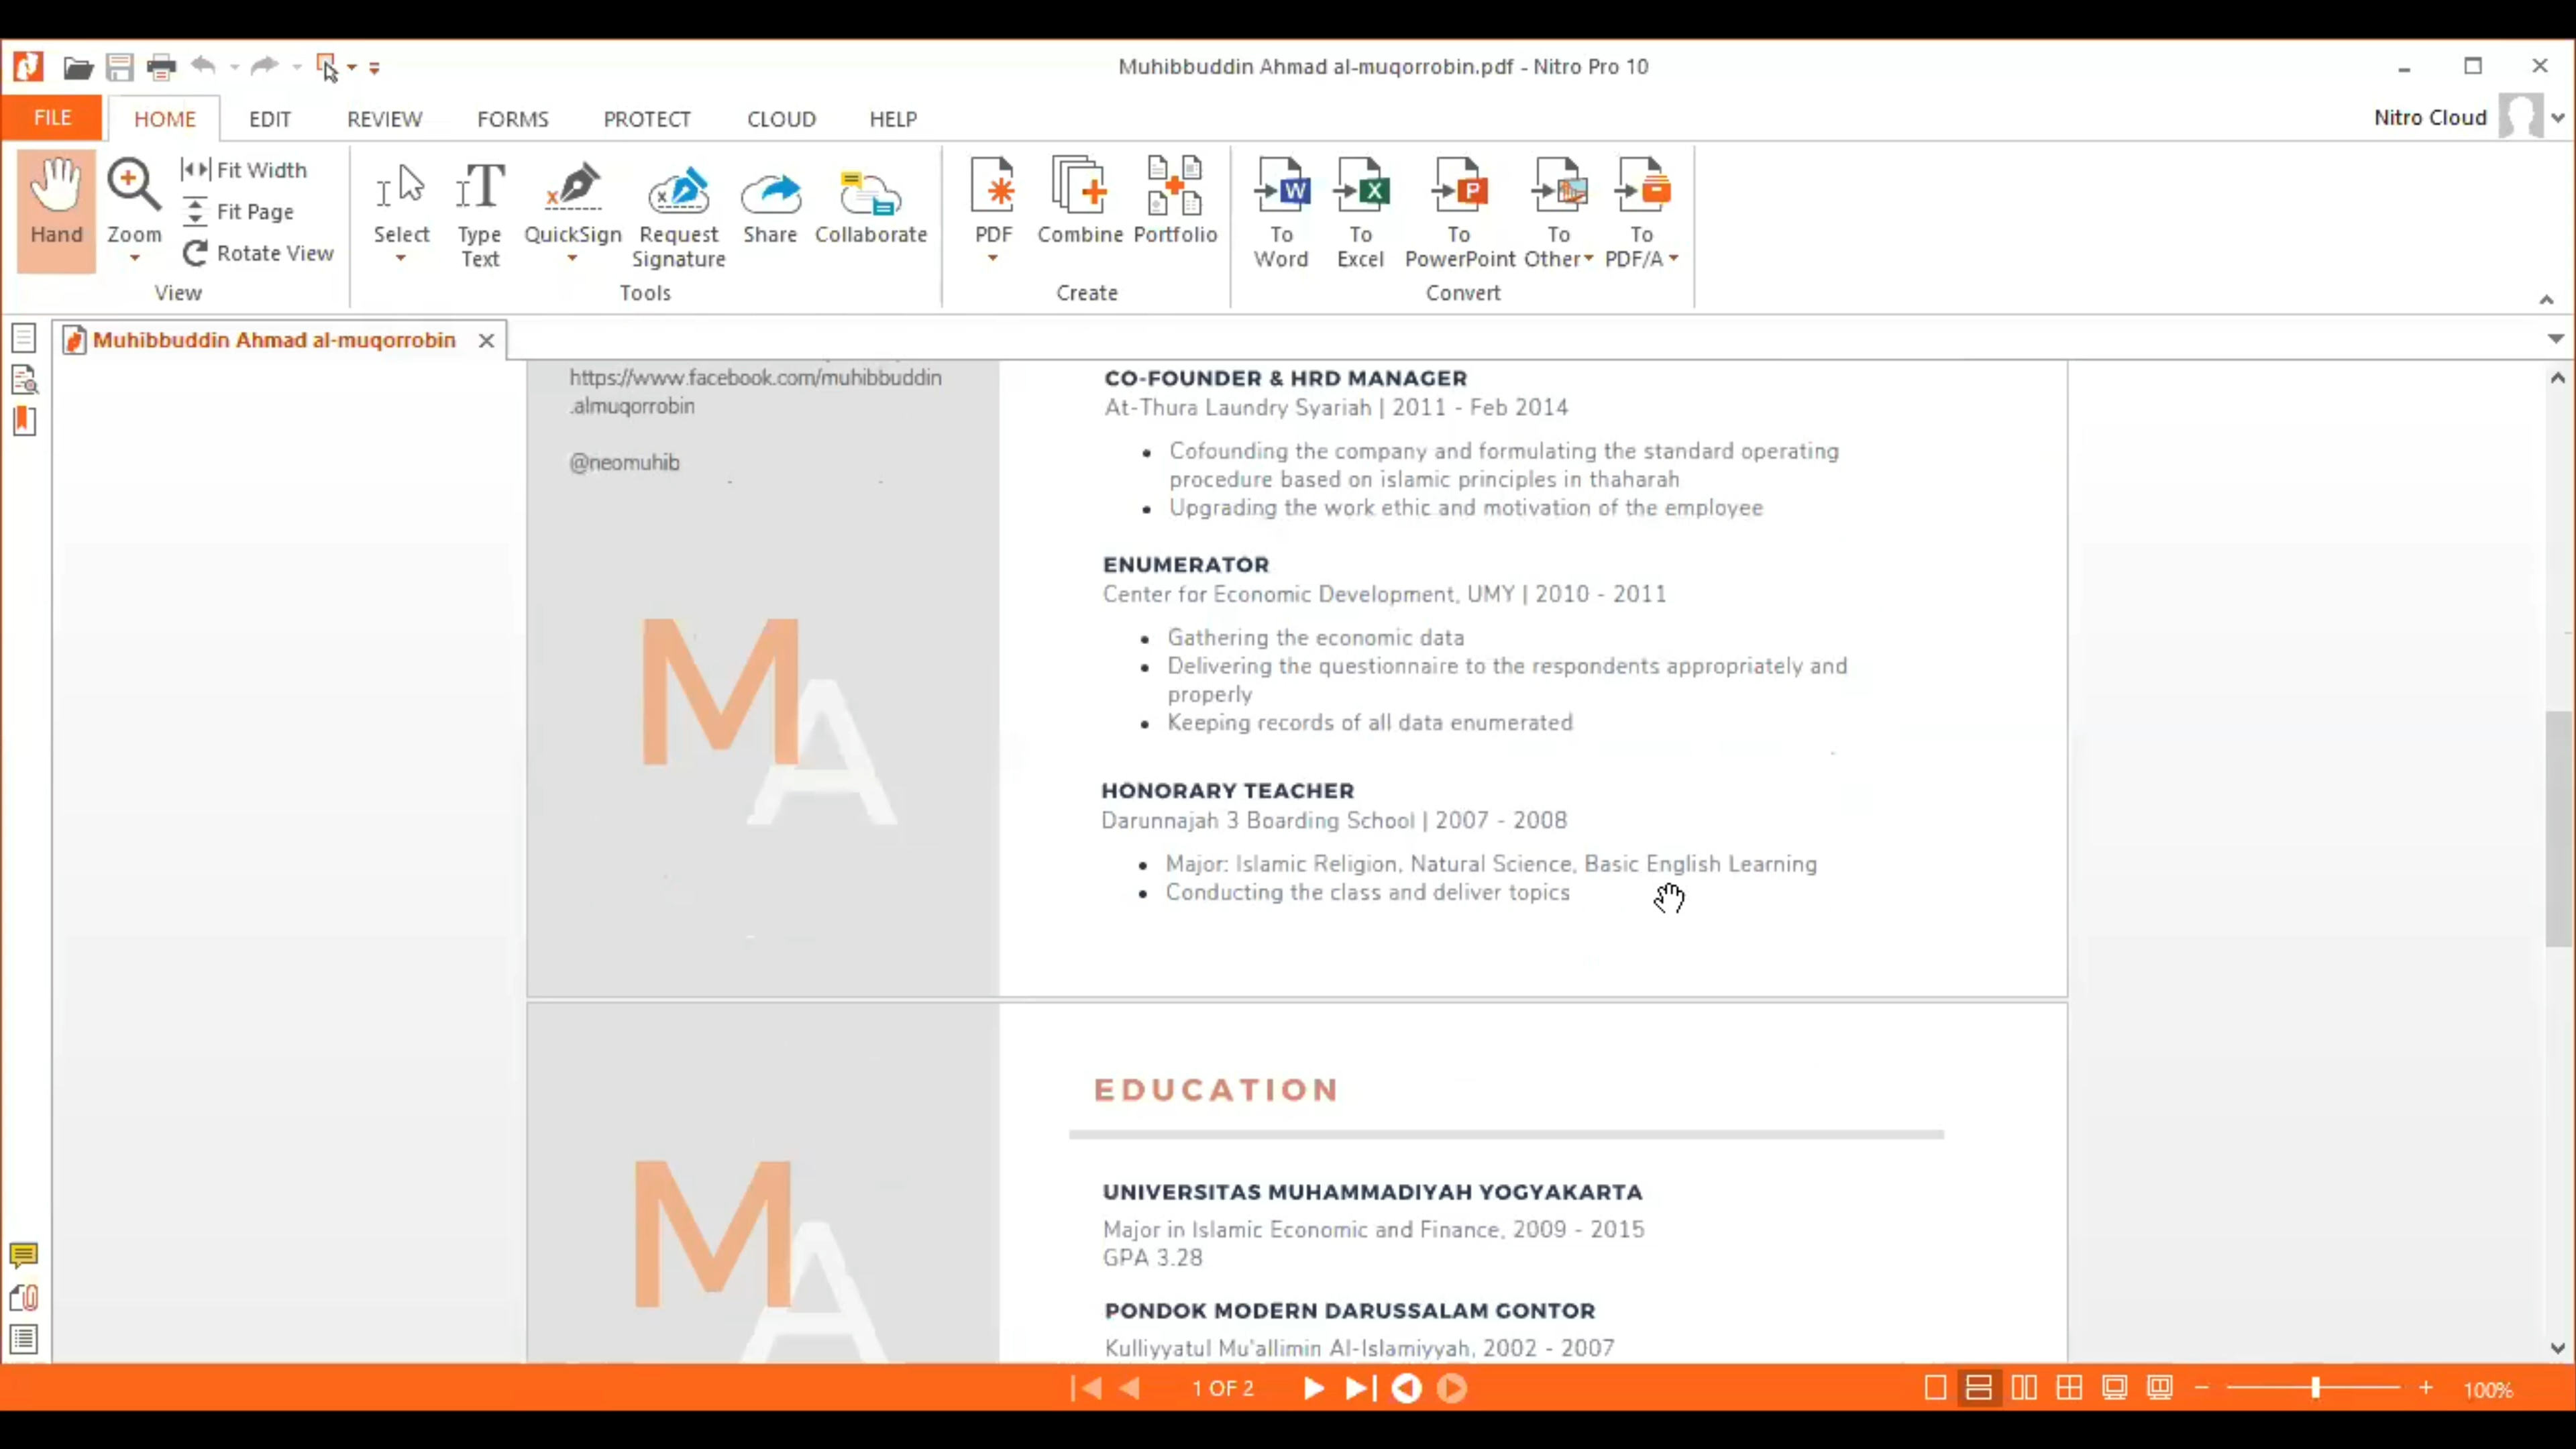 Muhibbuddin Ahmad al-muqorrobin.pdf - Nitro Pro 10
FILE
HOME
EDIT
REVIEW
FORMS
PROTECT
CLOUD
HELP
Nitro Cloud
Hand
Zoom
Fit Width
Fit Page
Rotate View
View
Select
Type
Text
QuickSign
Request
Signature
Share
Collaborate
Tools
PDF
Combine
Portfolio
Create
To
Word
To
Excel
To
PowerPoint
To
Other
To
PDF/A
Convert
Muhibbuddin Ahmad al-muqorrobin
https://www.facebook.com/muhibbuddin
.almuqorrobin
@neomuhib
M
A
CO-FOUNDER & HRD MANAGER
At-Thura Laundry Syariah | 2011 - Feb 2014
• Cofounding the company and formulating the standard operating
procedure based on islamic principles in thaharah
• Upgrading the work ethic and motivation of the employee
ENUMERATOR
Center for Economic Development, UMY | 2010 - 2011
• Gathering the economic data
• Delivering the questionnaire to the respondents appropriately and
properly
• Keeping records of all data enumerated
HONORARY TEACHER
Darunnajah 3 Boarding School | 2007 - 2008
• Major: Islamic Religion, Natural Science, Basic English Learning
• Conducting the class and deliver topics
M
A
EDUCATION
UNIVERSITAS MUHAMMADIYAH YOGYAKARTA
Major in Islamic Economic and Finance, 2009 - 2015
GPA 3.28
PONDOK MODERN DARUSSALAM GONTOR
Kulliyyatul Mu'allimin Al-Islamiyyah, 2002 - 2007
1 OF 2
100%